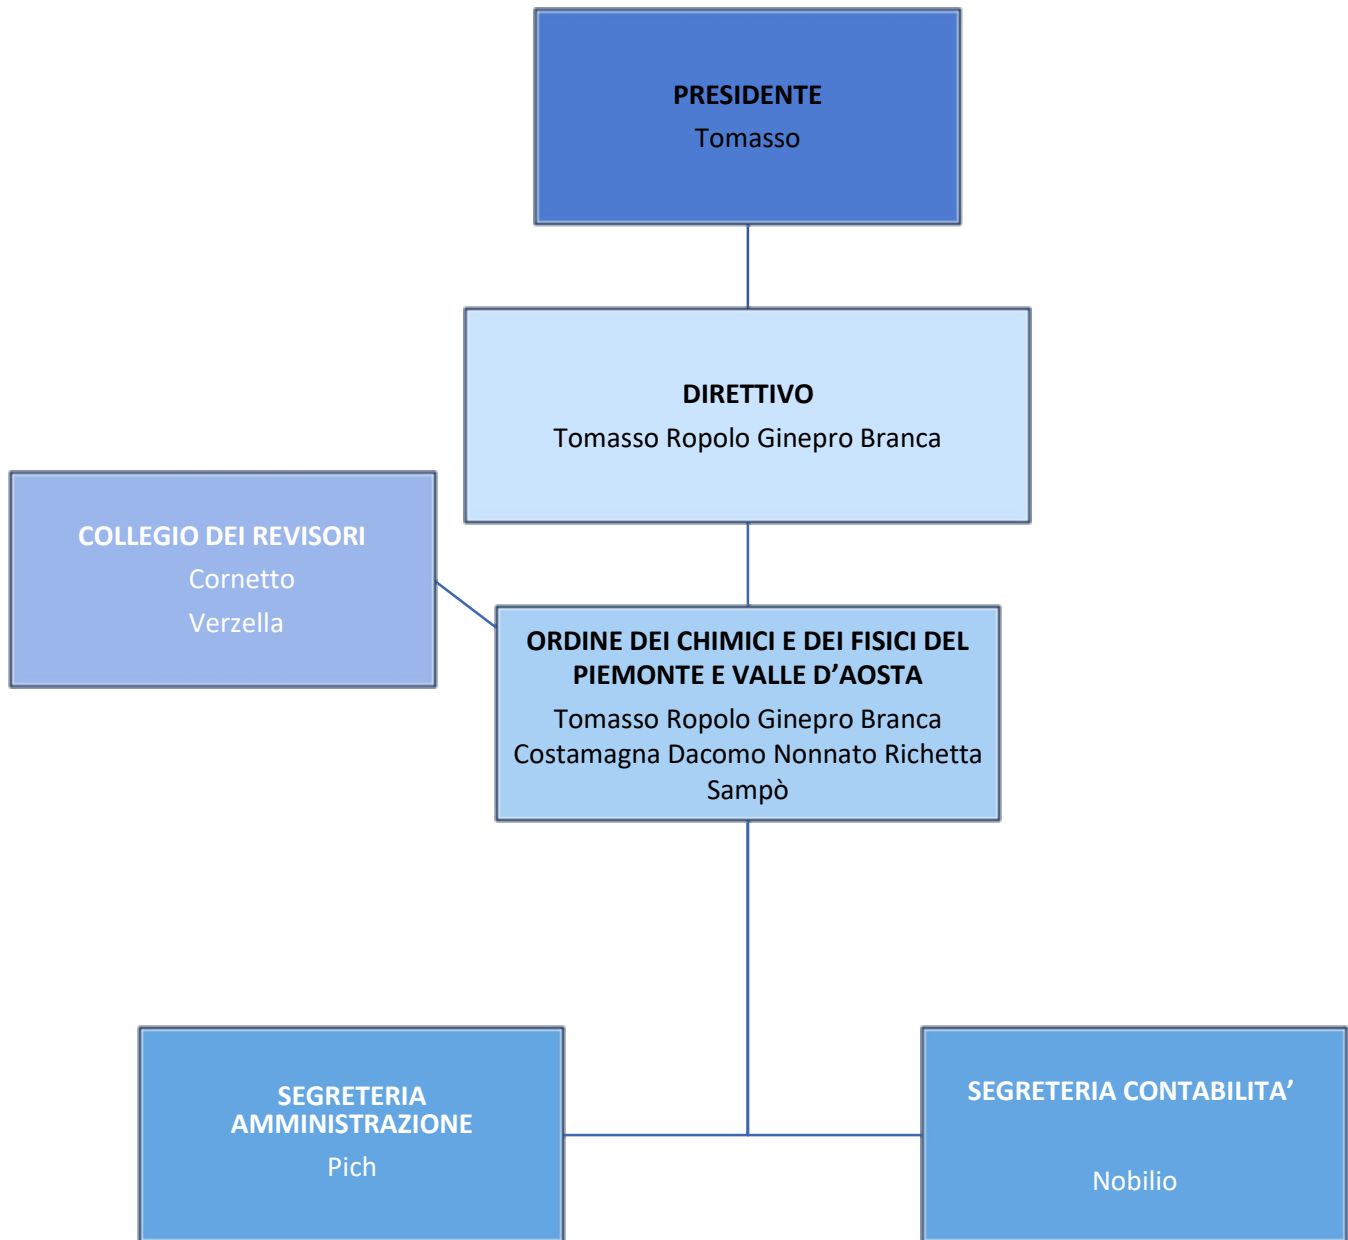 PRESIDENTE
Tomasso
DIRETTIVO
Tomasso Ropolo Ginepro Branca
COLLEGIO DEI REVISORI
Cornetto
Verzella
ORDINE DEI CHIMICI E DEI FISICI DEL
PIEMONTE E VALLE D’AOSTA
Tomasso Ropolo Ginepro Branca
Costamagna Dacomo Nonnato Richetta
Sampò
SEGRETERIA
AMMINISTRAZIONE
Pich
SEGRETERIA CONTABILITA’
Nobilio